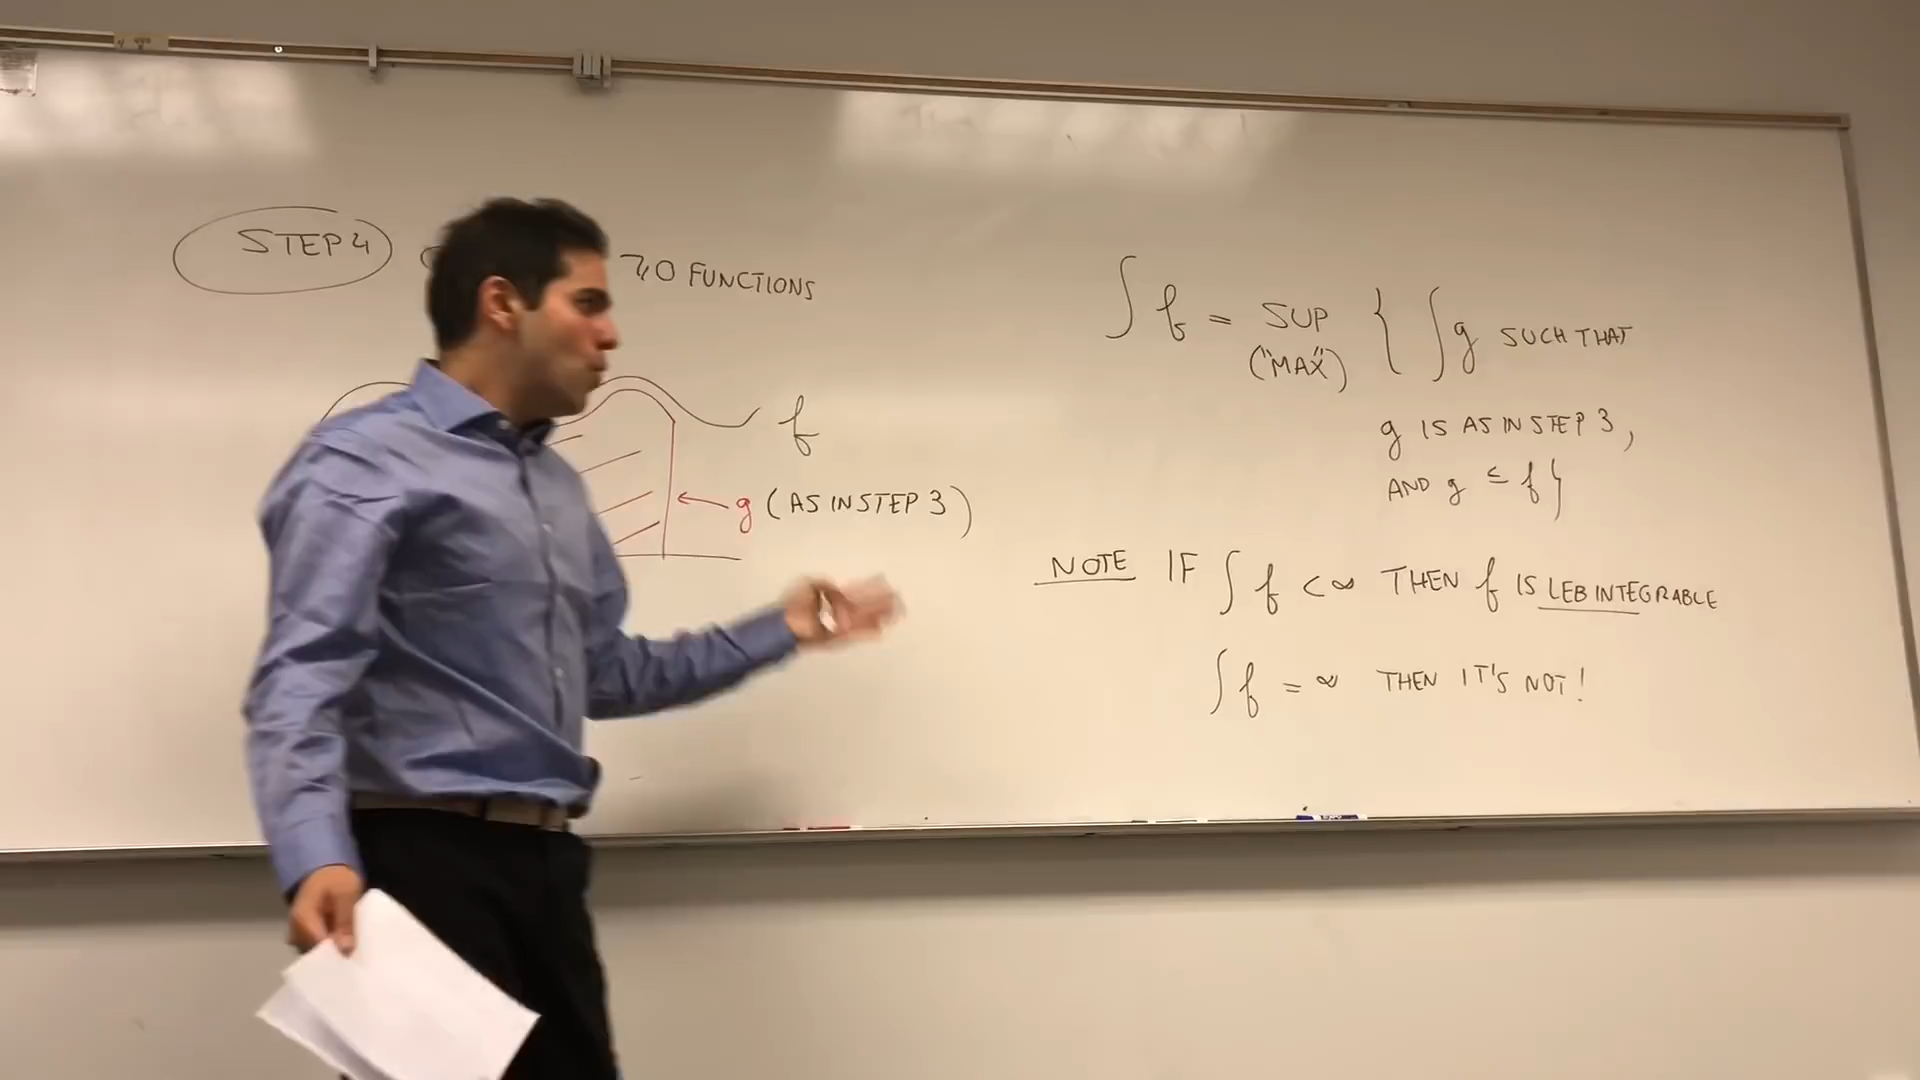 STEP 4 ≥0 FUNCTIONS
f
g (AS IN STEP 3)
∫ f = SUP { ∫ g SUCH THAT
("MAX")
g IS AS IN STEP 3,
AND g ≤ f }
NOTE IF ∫ f < ∞ THEN f IS LEB INTEGRABLE
∫ f = ∞ THEN IT'S NOT!